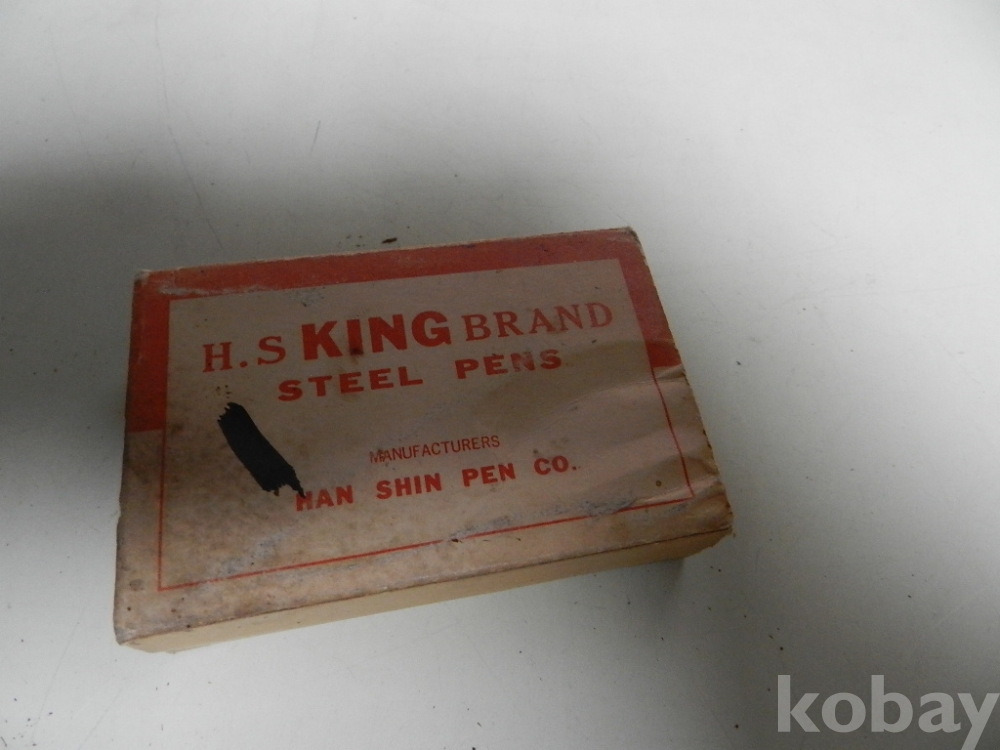 H.S KING BRAND
STEEL PENS
MANUFACTURERS
HAN SHIN PEN CO.
kobay